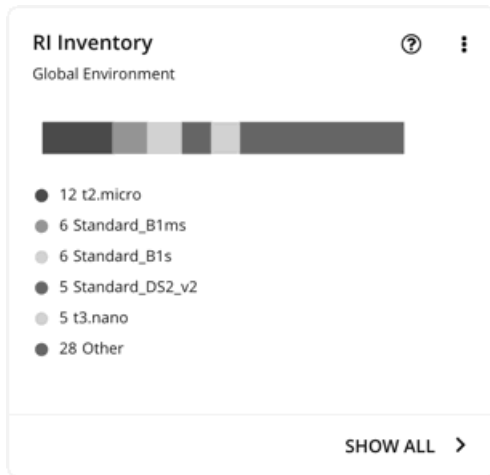 RI Inventory
Global Environment
12 t2.micro
6 Standard_B1ms
6 Standard_B1s
5 Standard_DS2_v2
5 t3.nano
28 Other
SHOW ALL